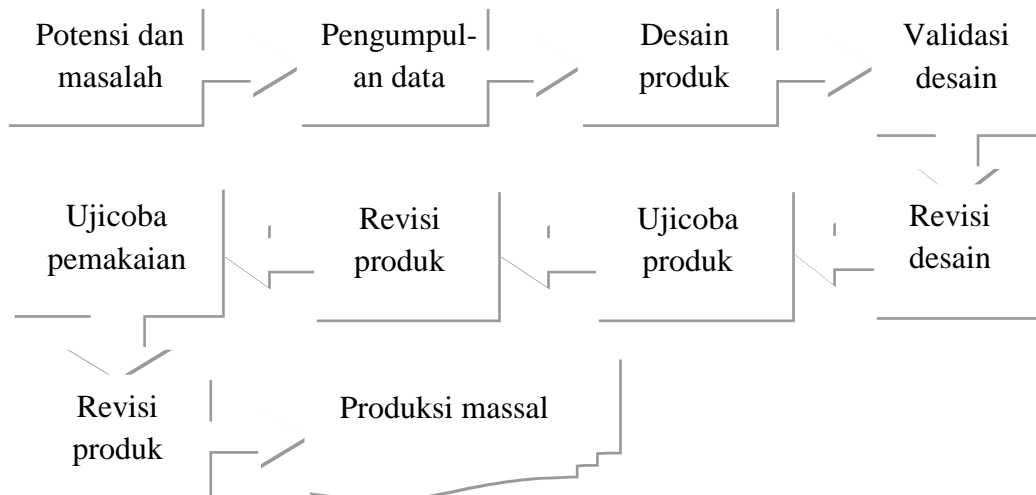 Potensi dan
masalah
Pengumpul-
an data
Desain
produk
Validasi
desain
Revisi
desain
Ujicoba
produk
Revisi
produk
Ujicoba
pemakaian
Revisi
produk
Produksi massal